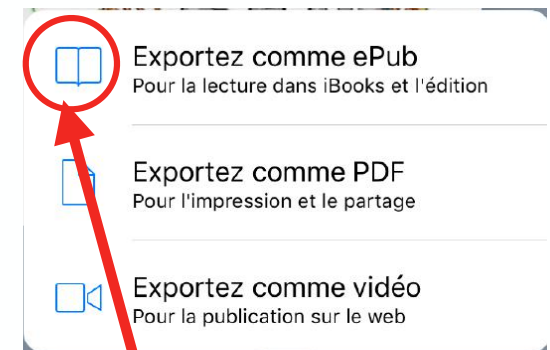 Exportez comme ePub
Pour la lecture dans iBooks et l'édition
Exportez comme PDF
Pour l'impression et le partage
Exportez comme vidéo
Pour la publication sur le web